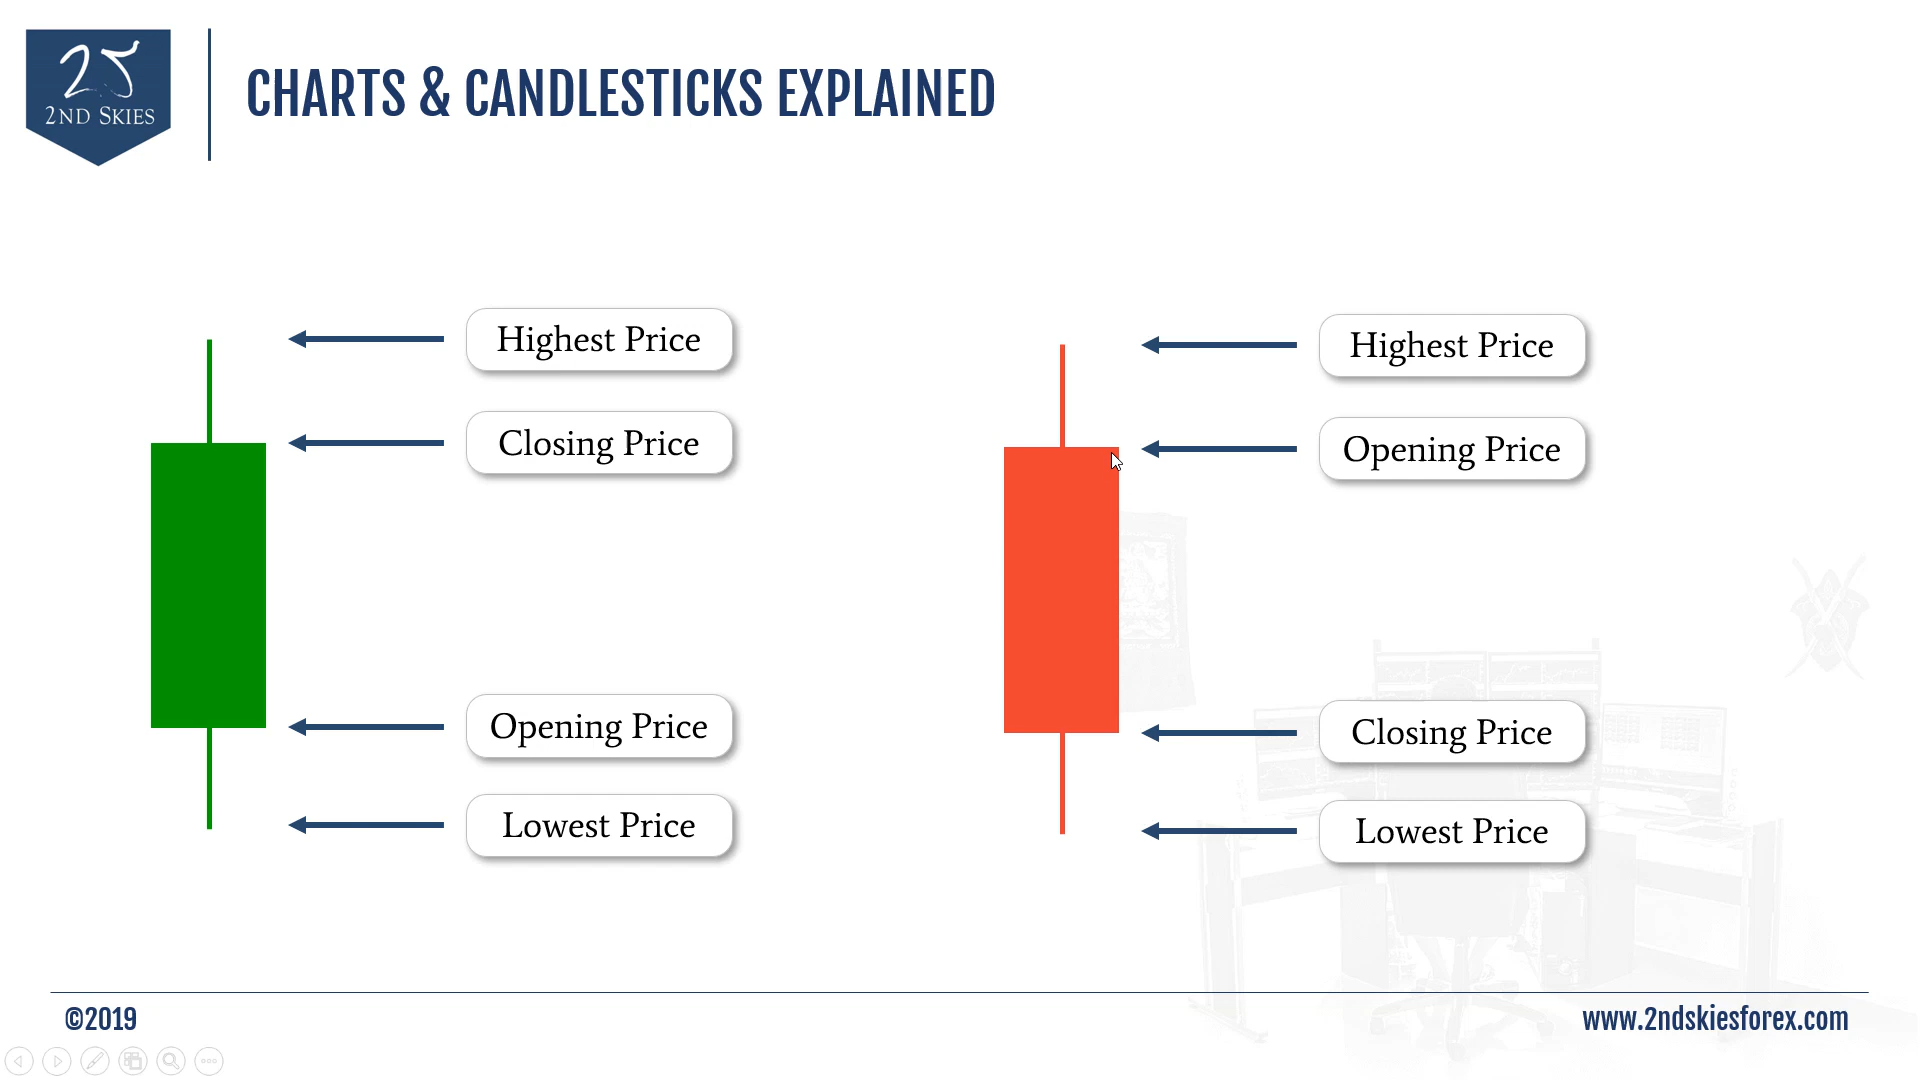 2S
2ND SKIES
CHARTS & CANDLESTICKS EXPLAINED
Highest Price
Closing Price
Opening Price
Lowest Price
Highest Price
Opening Price
Closing Price
Lowest Price
©2019
www.2ndskiesforex.com